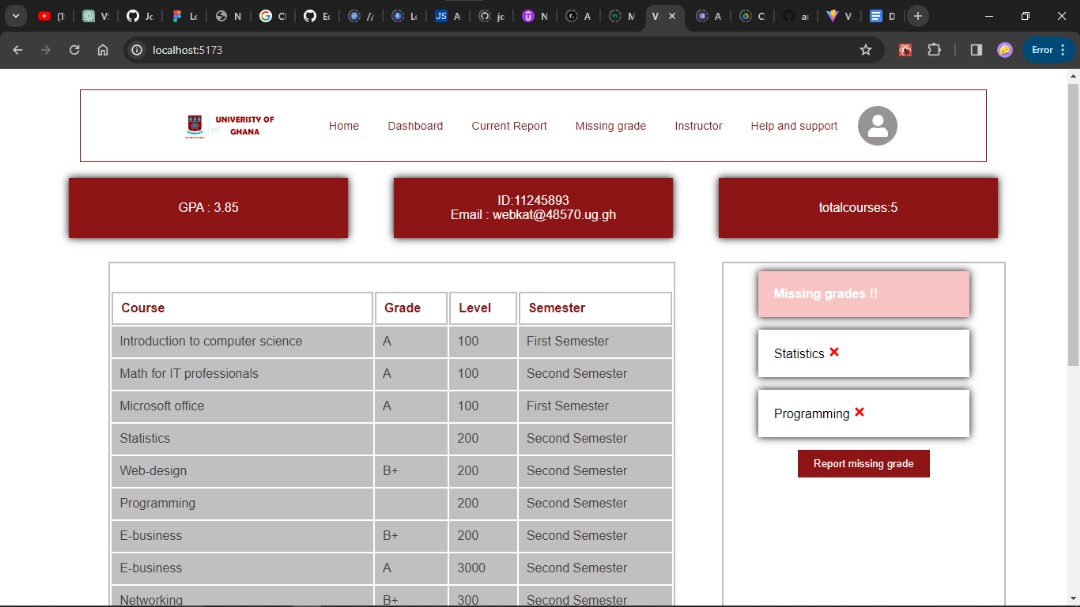 (1
V
Jc
Lc
N
Cl
Ec
//
Lc
JS A
jc
N
A
M
V
A
C
ai
V
D
localhost:5173
Error
UNIVERISTY OF
GHANA
Home Dashboard Current Report Missing grade Instructor Help and support
GPA : 3.85
ID:11245893
Email : webkat@48570.ug.gh
totalcourses:5
Course Grade Level Semester
Introduction to computer science A 100 First Semester
Math for IT professionals A 100 Second Semester
Microsoft office A 100 First Semester
Statistics 200 Second Semester
Web-design B+ 200 Second Semester
Programming 200 Second Semester
E-business B+ 200 Second Semester
E-business A 3000 Second Semester
Networking B+ 300 Second Semester
Missing grades !!
Statistics ❌
Programming ❌
Report missing grade